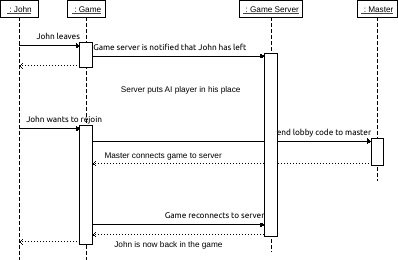 : John
: Game
: Game Server
: Master
John leaves
Game server is notified that John has left
Server puts AI player in his place
John wants to rejoin
end lobby code to master
Master connects game to server
Game reconnects to server
John is now back in the game